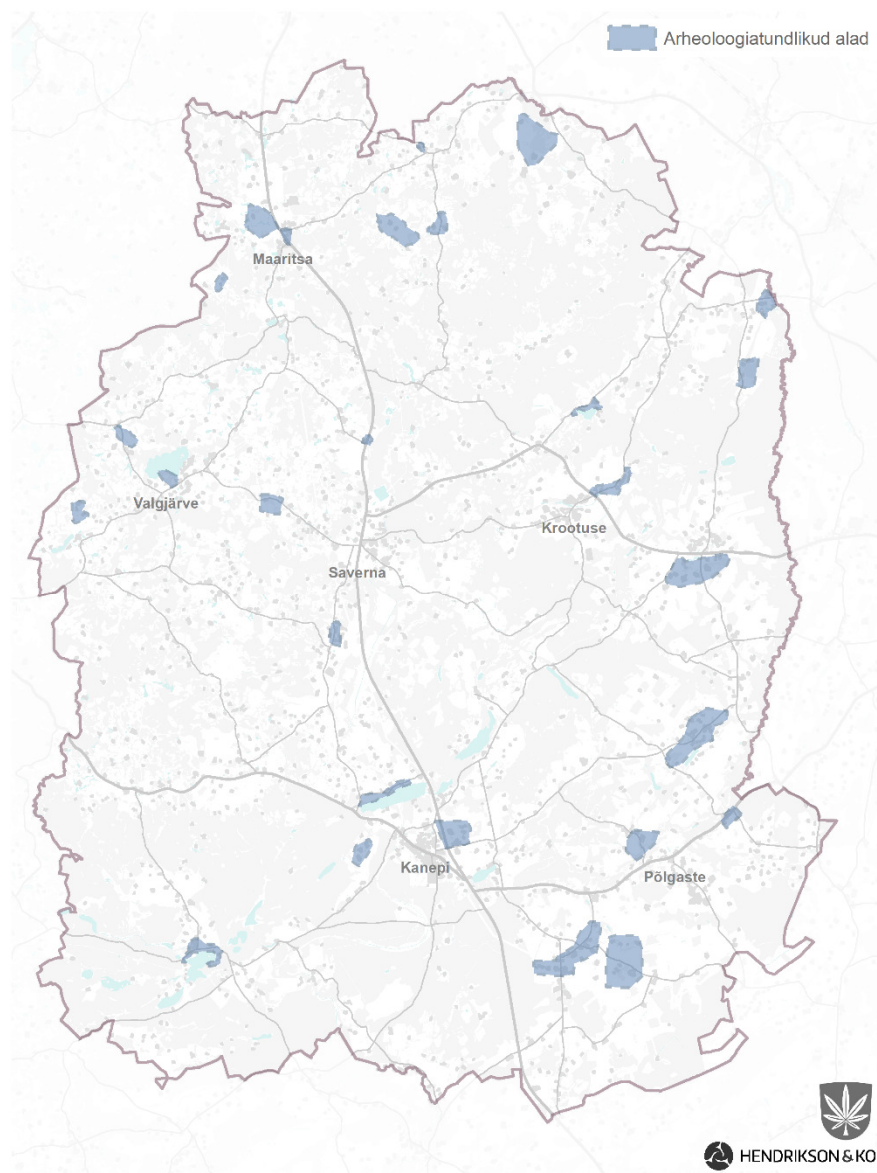 Arheoloogiatundlikud alad
Maaritsa
Valgjärve
Krootuse
Saverna
Kanepi
Põlgaste
HENDRIKSON & KO